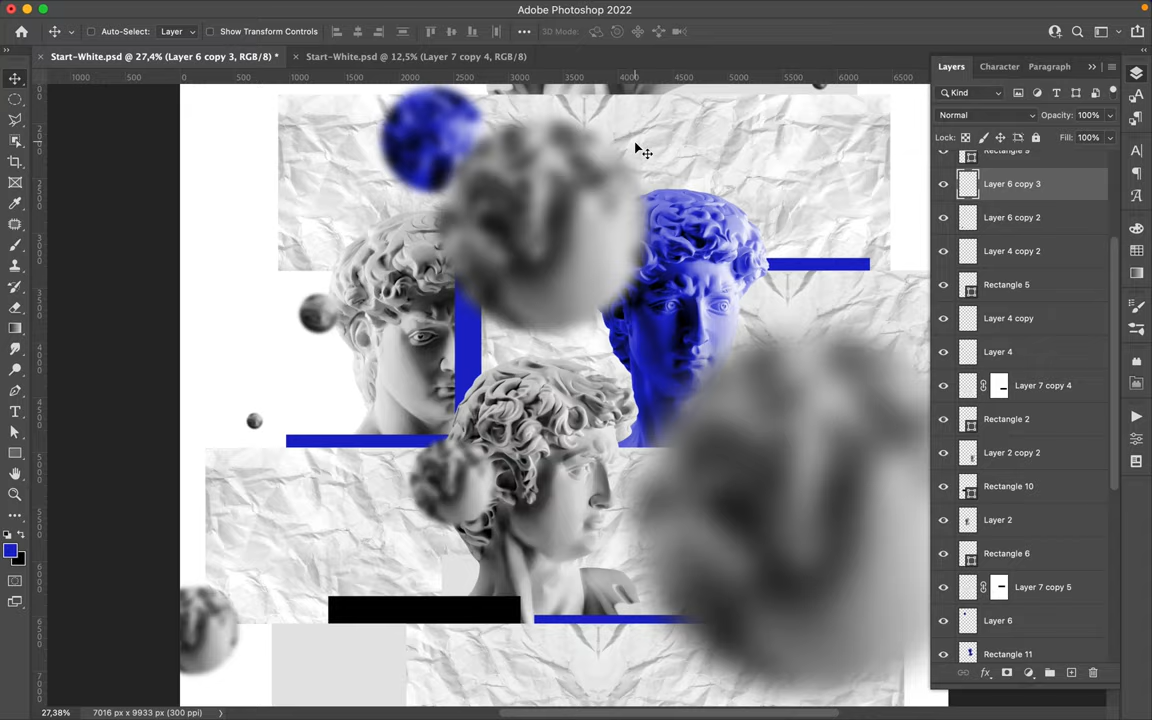 Adobe Photoshop 2022
Auto-Select: Layer Show Transform Controls 3D Mode:
Start-White.psd @ 27,4% (Layer 6 copy 3, RGB/8) * Start-White.psd @ 12,5% (Layer 7 copy 4, RGB/8)
1000 500 0 500 1000 1500 2000 2500 3000 3500 4000 4500 5000 5500 6000 6500
Layers Character Paragraph
Kind
Normal Opacity: 100%
Lock: Fill: 100%
Layer 6 copy 3
Layer 6 copy 2
Layer 4 copy 2
Rectangle 5
Layer 4 copy
Layer 4
Layer 7 copy 4
Rectangle 2
Layer 2 copy 2
Rectangle 10
Layer 2
Rectangle 6
Layer 7 copy 5
Layer 6
Rectangle 11
27,38% 7016 px x 9933 px (300 ppi)